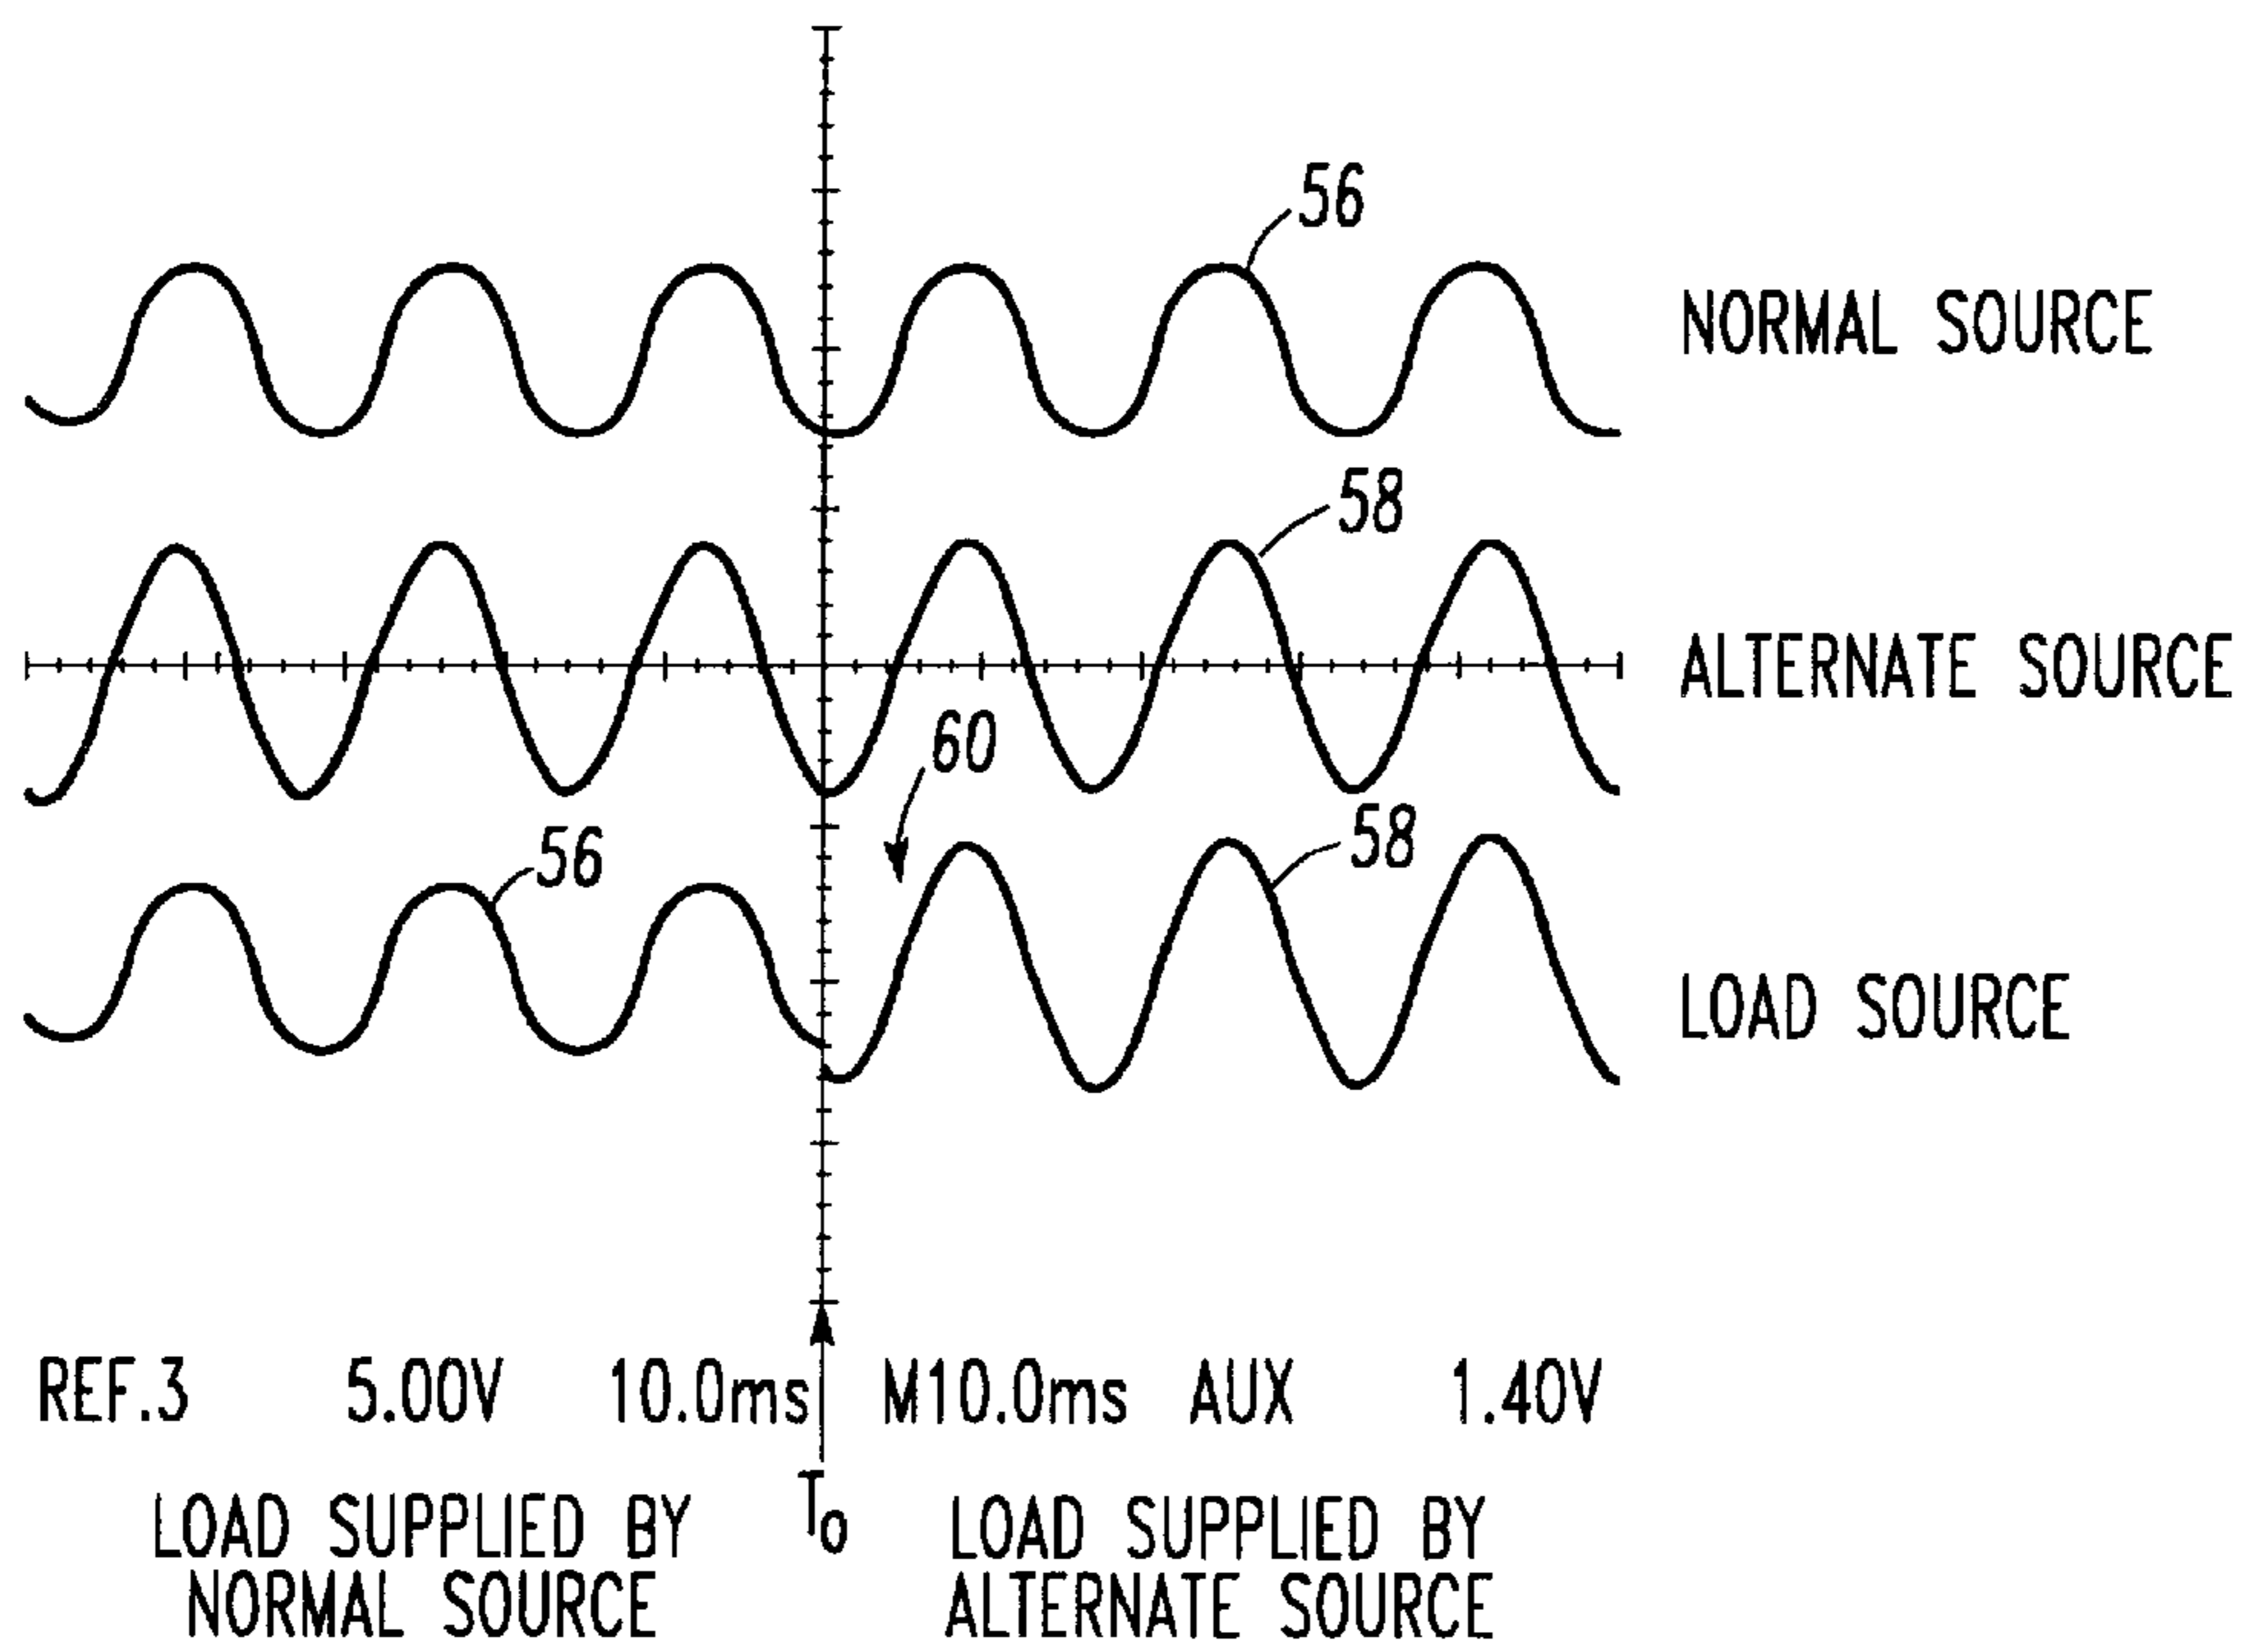 56
NORMAL SOURCE
58
ALTERNATE SOURCE
60
56
58
LOAD SOURCE
REF.3 5.00V 10.0ms M10.0ms AUX 1.40V
T0
LOAD SUPPLIED BY
NORMAL SOURCE
LOAD SUPPLIED BY
ALTERNATE SOURCE